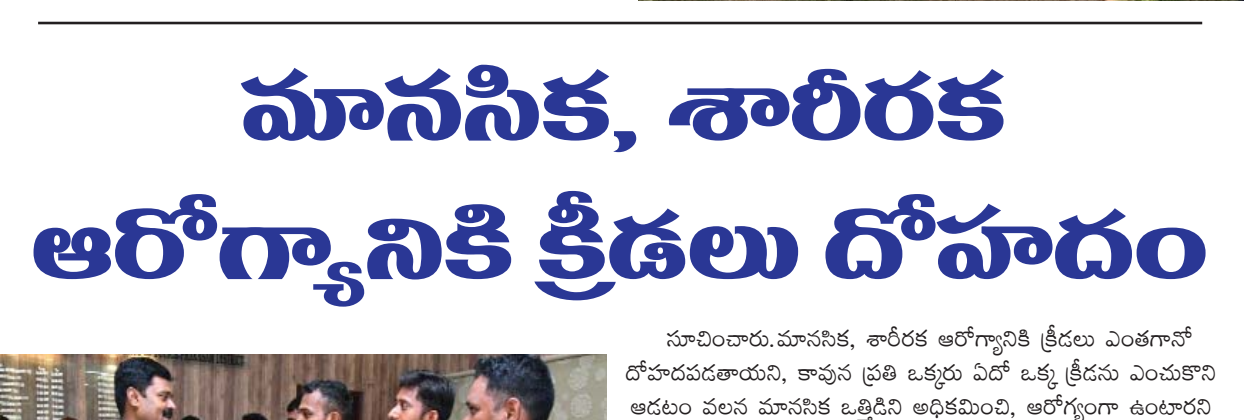 మానసిక, శారీరక
ఆరోగ్యానికి క్రీడలు దోహదం
సూచించారు.మానసిక, శారీరక ఆరోగ్యానికి క్రీడలు ఎంతగానో
దోహదపడతాయని, కావున ప్రతి ఒక్కరు ఏదో ఒక్క క్రీడను ఎంచుకొని
ఆడటం వలన మానసిక ఒత్తిడిని అధికమించి, ఆరోగ్యంగా ఉంటారని